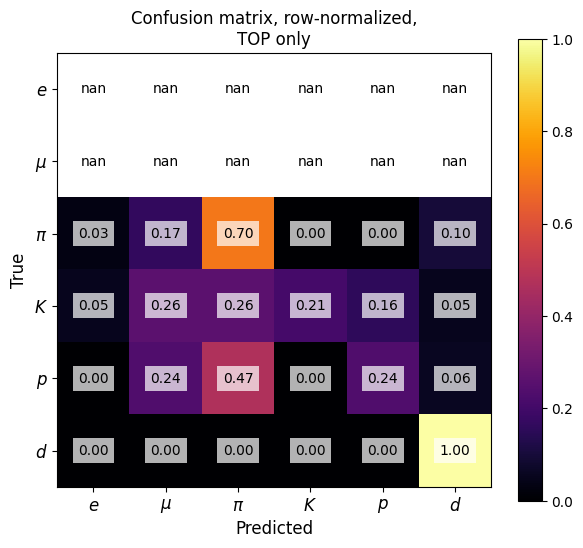 Confusion matrix, row-normalized,
TOP only
True
e nan nan nan nan nan nan
μ nan nan nan nan nan nan
π 0.03 0.17 0.70 0.00 0.00 0.10
K 0.05 0.26 0.26 0.21 0.16 0.05
p 0.00 0.24 0.47 0.00 0.24 0.06
d 0.00 0.00 0.00 0.00 0.00 1.00
e μ π K p d
Predicted
1.0
0.8
0.6
0.4
0.2
0.0